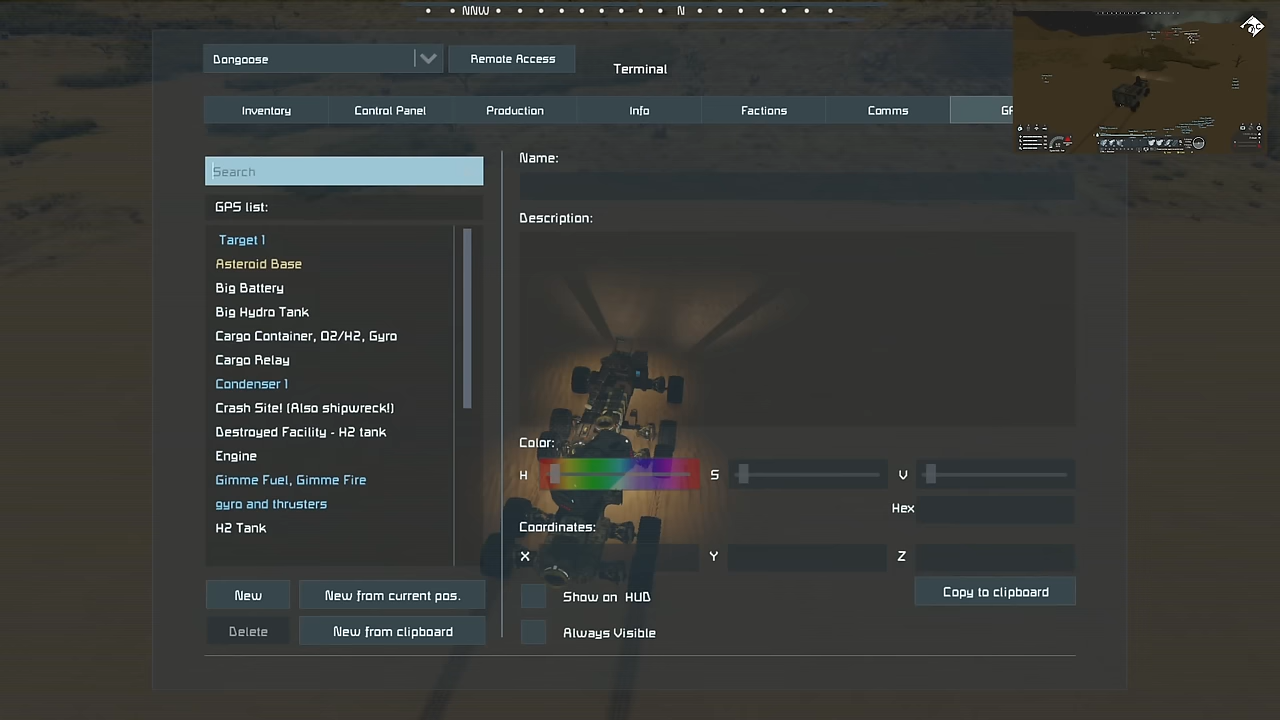 NNW N
Dongoose
Remote Access
Terminal
Inventory Control Panel Production Info Factions Comms
Search
GPS list:
Target 1
Asteroid Base
Big Battery
Big Hydro Tank
Cargo Container, O2/H2, Gyro
Cargo Relay
Condenser 1
Crash Site! (Also shipwreck!)
Destroyed Facility - H2 tank
Engine
Gimme Fuel, Gimme Fire
gyro and thrusters
H2 Tank
New
New from current pos.
Delete
New from clipboard
Name:
Description:
Color:
H S V
Hex
Coordinates:
X Y Z
Copy to clipboard
Show on HUD
Always Visible